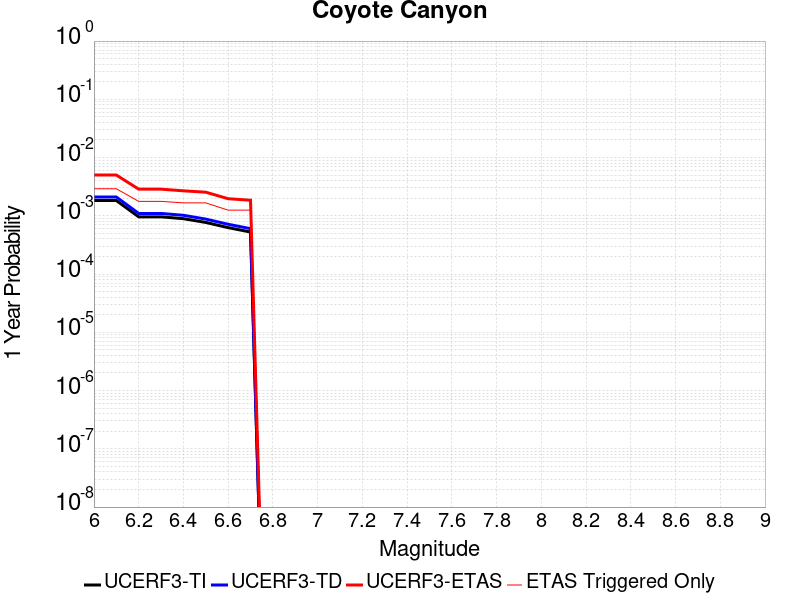 Coyote Canyon
1 Year Probability
10^0
10^-1
10^-2
10^-3
10^-4
10^-5
10^-6
10^-7
10^-8
6 6.2 6.4 6.6 6.8 7 7.2 7.4 7.6 7.8 8 8.2 8.4 8.6 8.8 9
Magnitude
UCERF3-TI UCERF3-TD UCERF3-ETAS ETAS Triggered Only